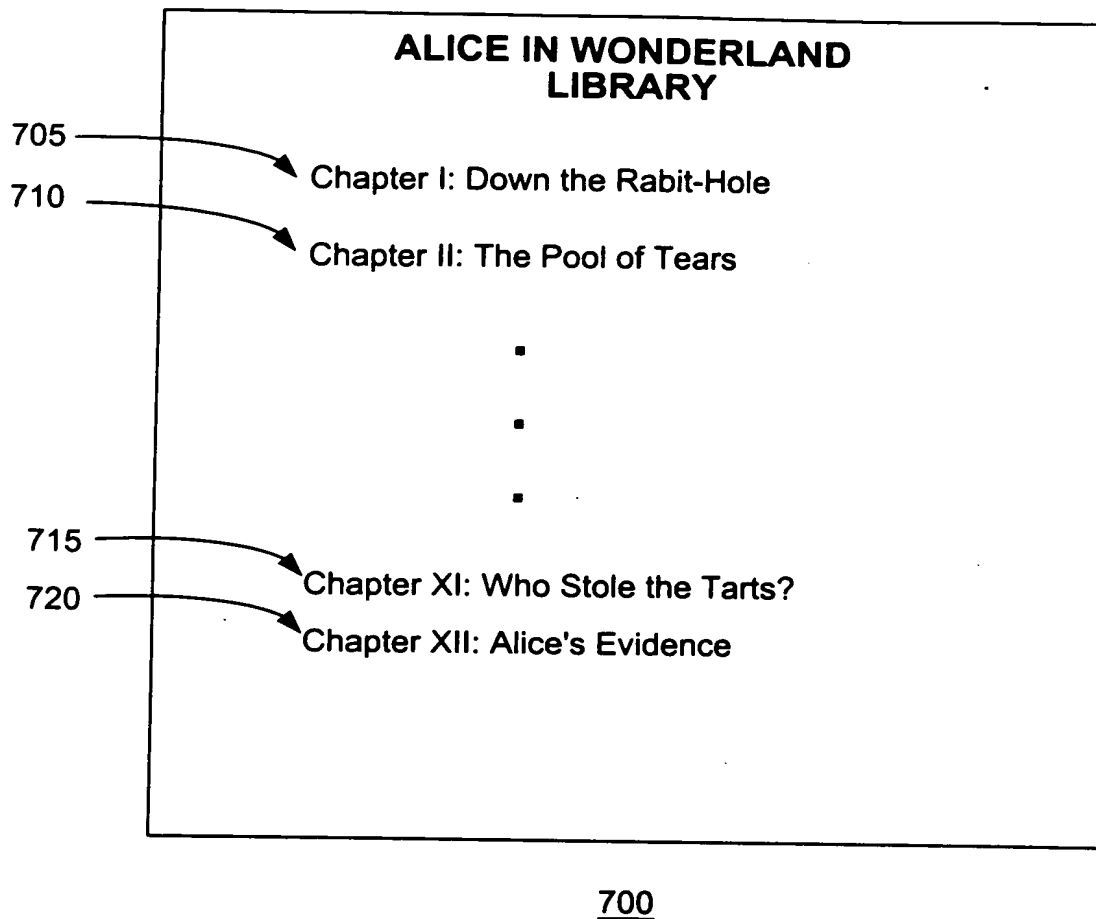 ALICE IN WONDERLAND
LIBRARY
705
Chapter I: Down the Rabit-Hole
710
Chapter II: The Pool of Tears
715
Chapter XI: Who Stole the Tarts?
720
Chapter XII: Alice's Evidence
700